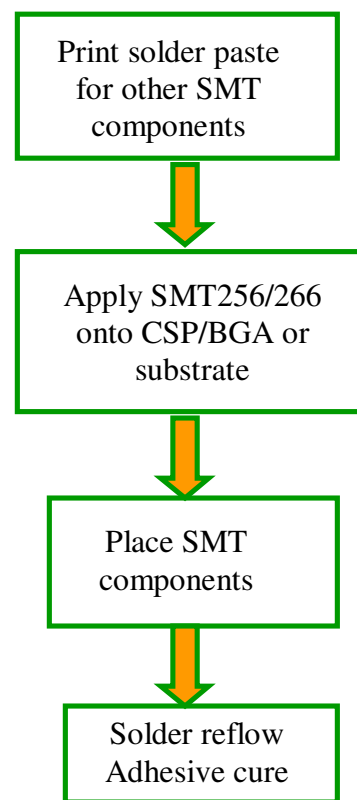 Print solder paste
for other SMT
components
Apply SMT256/266
onto CSP/BGA or
substrate
Place SMT
components
Solder reflow
Adhesive cure